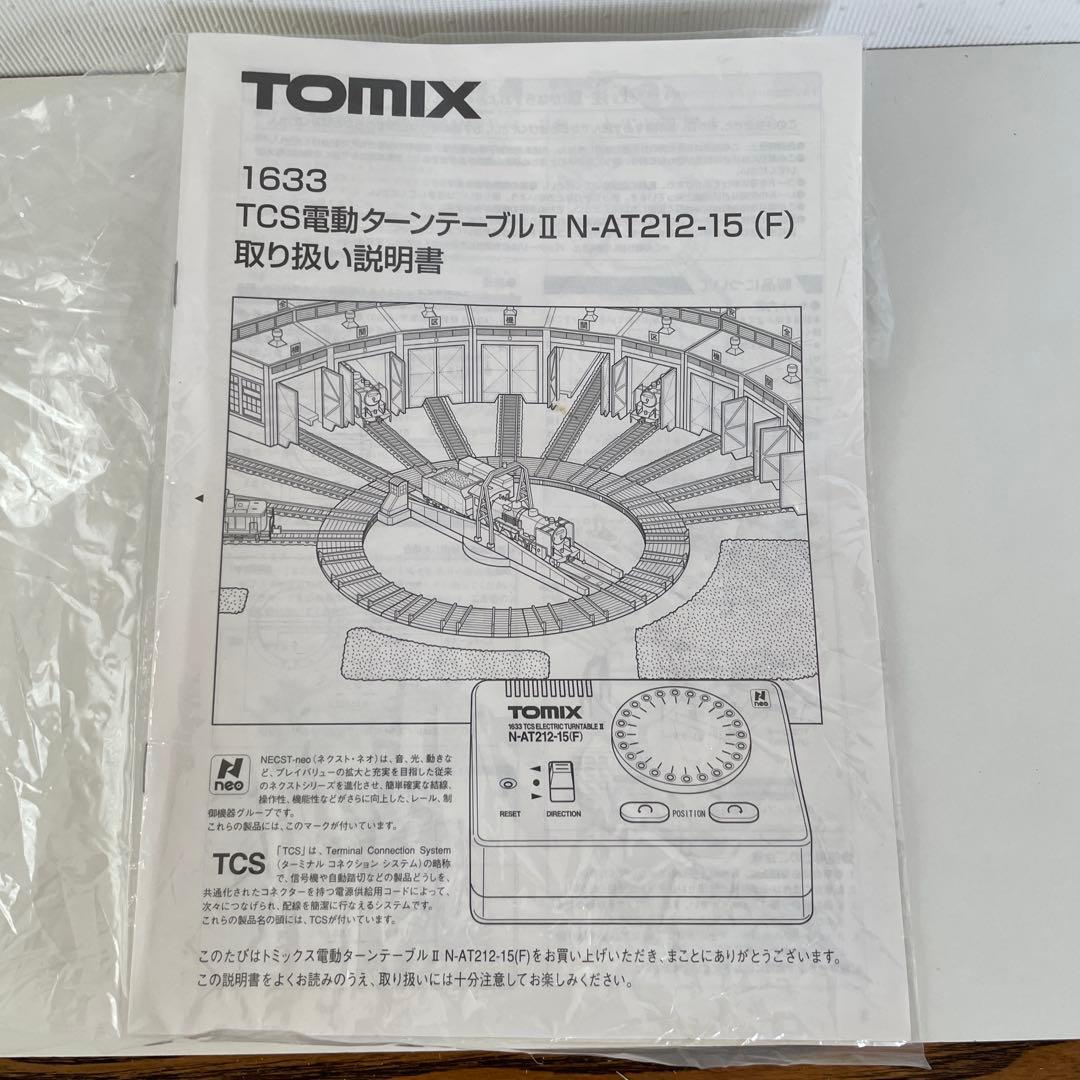 TOMIX
1633
TCS電動ターンテーブルⅡ N-AT212-15 (F)
取り扱い説明書
機
関
区
機
関
区
機
関
neo
NECST-neo(ネクスト・ネオ)は、音、光、動きな
ど、プレイバリューの拡大と充実を目指した従来
のネクストシリーズを進化させ、簡単確実な結線、
操作性、機能性などがさらに向上した、レール、制
御機器グループです。
これらの製品には、このマークが付いています。
TCS
「TCS」は、Terminal Connection System
(ターミナル コネクション システム)の略称
で、信号機や自動踏切などの製品どうしを、
共通化されたコネクターを持つ電源供給用コードによって、
次々につなげられ、配線を簡潔に行なえるシステムです。
これらの製品名の頭には、TCSが付いています。
TOMIX
1633 TCS ELECTRIC TURNTABLE Ⅱ
N-AT212-15(F)
neo
RESET
DIRECTION
POSITION
このたびはトミックス電動ターンテーブルⅡ N-AT212-15(F)をお買い上げいただき、まことにありがとうございます。
この説明書をよくお読みのうえ、取り扱いには十分注意してお楽しみください。